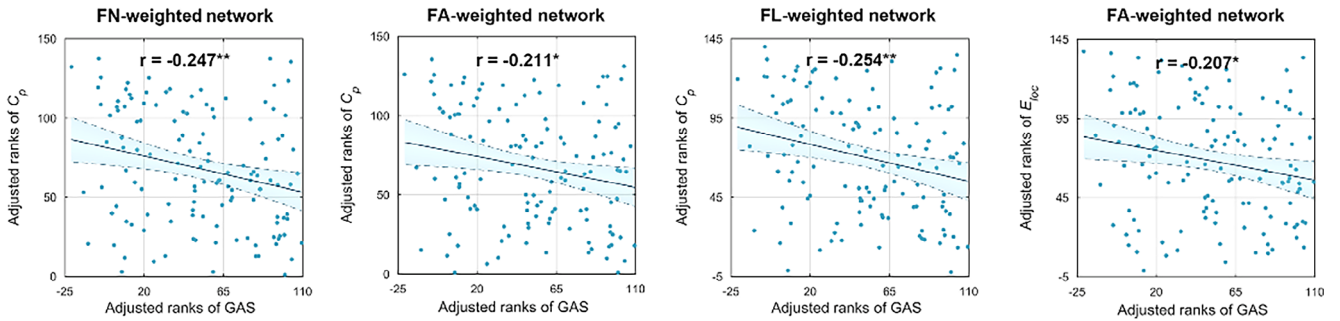 FN-weighted network
r = -0.247**
Adjusted ranks of Cp
150
100
50
0
-25
20
65
110
Adjusted ranks of GAS
FA-weighted network
r = -0.211*
Adjusted ranks of Cp
150
100
50
0
-25
20
65
110
Adjusted ranks of GAS
FL-weighted network
r = -0.254**
Adjusted ranks of Cp
145
95
45
-5
-25
20
65
110
Adjusted ranks of GAS
FA-weighted network
r = -0.207*
Adjusted ranks of Eloc
145
95
45
-5
-25
20
65
110
Adjusted ranks of GAS